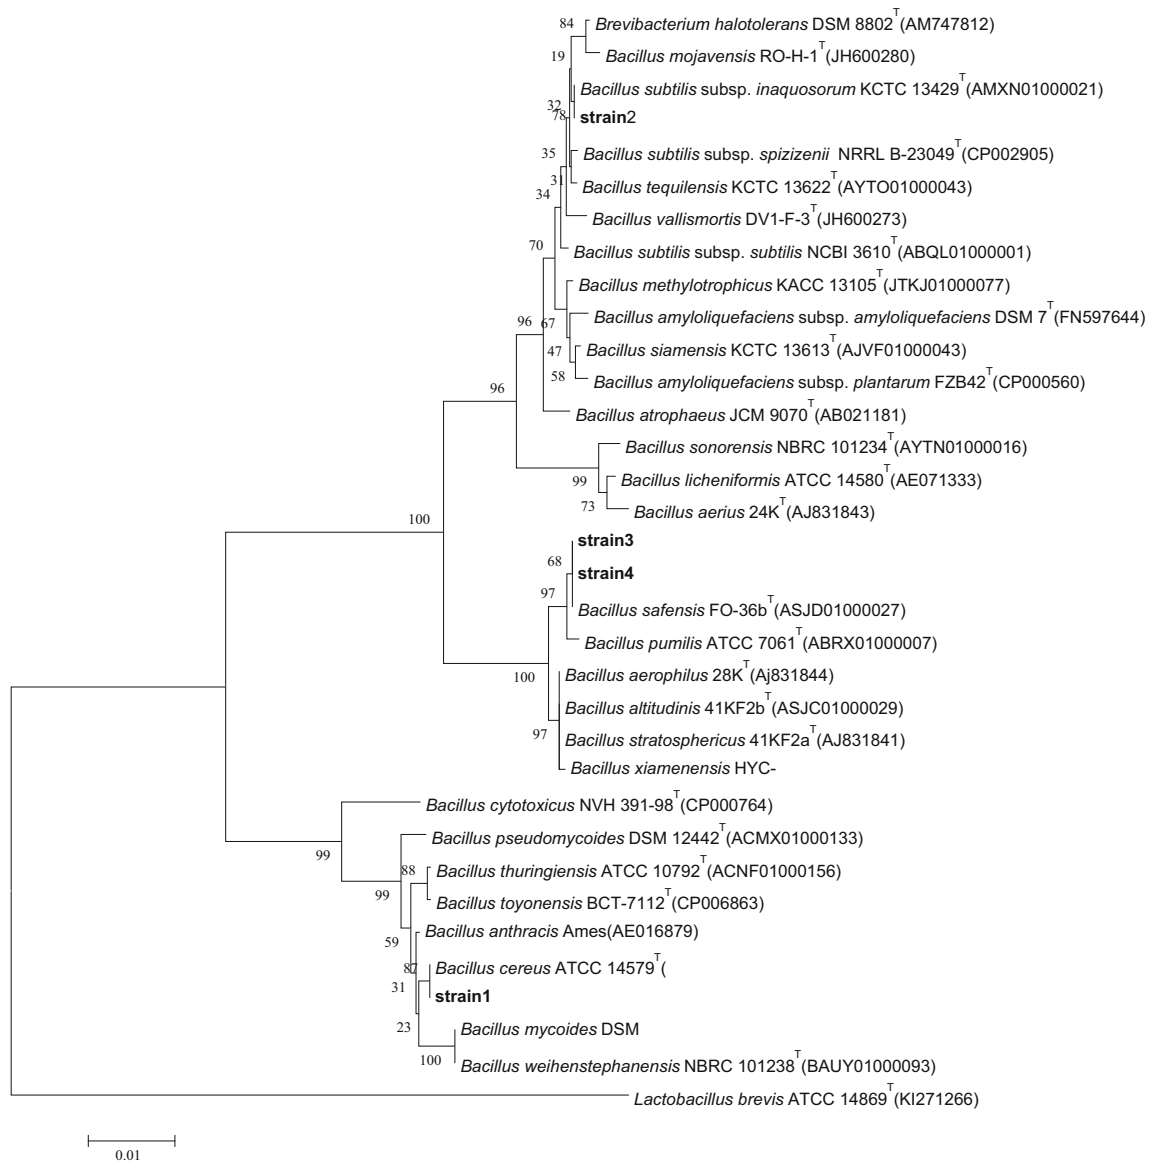 84
Brevibacterium halotolerans DSM 8802T(AM747812)
19
Bacillus mojavensis RO-H-1T(JH600280)
Bacillus subtilis subsp. inaquosorum KCTC 13429T(AMXN01000021)
32
78
strain2
35
Bacillus subtilis subsp. spizizenii NRRL B-23049T(CP002905)
31
Bacillus tequilensis KCTC 13622T(AYTO01000043)
34
Bacillus vallismortis DV1-F-3T(JH600273)
70
Bacillus subtilis subsp. subtilis NCBI 3610T(ABQL01000001)
Bacillus methylotrophicus KACC 13105T(JTKJ01000077)
96
67
Bacillus amyloliquefaciens subsp. amyloliquefaciens DSM 7T(FN597644)
47
Bacillus siamensis KCTC 13613T(AJVF01000043)
58
Bacillus amyloliquefaciens subsp. plantarum FZB42T(CP000560)
96
Bacillus atrophaeus JCM 9070T(AB021181)
Bacillus sonorensis NBRC 101234T(AYTN01000016)
99
Bacillus licheniformis ATCC 14580T(AE071333)
73
Bacillus aerius 24KT(AJ831843)
100
strain3
68
strain4
97
Bacillus safensis FO-36bT(ASJD01000027)
Bacillus pumilis ATCC 7061T(ABRX01000007)
100
Bacillus aerophilus 28KT(Aj831844)
Bacillus altitudinis 41KF2bT(ASJC01000029)
97
Bacillus stratosphericus 41KF2aT(AJ831841)
Bacillus xiamenensis HYC-
Bacillus cytotoxicus NVH 391-98T(CP000764)
99
Bacillus pseudomycoides DSM 12442T(ACMX01000133)
88
Bacillus thuringiensis ATCC 10792T(ACNF01000156)
99
Bacillus toyonensis BCT-7112T(CP006863)
59
Bacillus anthracis Ames(AE016879)
87
Bacillus cereus ATCC 14579T(
31
strain1
23
Bacillus mycoides DSM
100
Bacillus weihenstephanensis NBRC 101238T(BAUY01000093)
Lactobacillus brevis ATCC 14869T(KI271266)
0.01